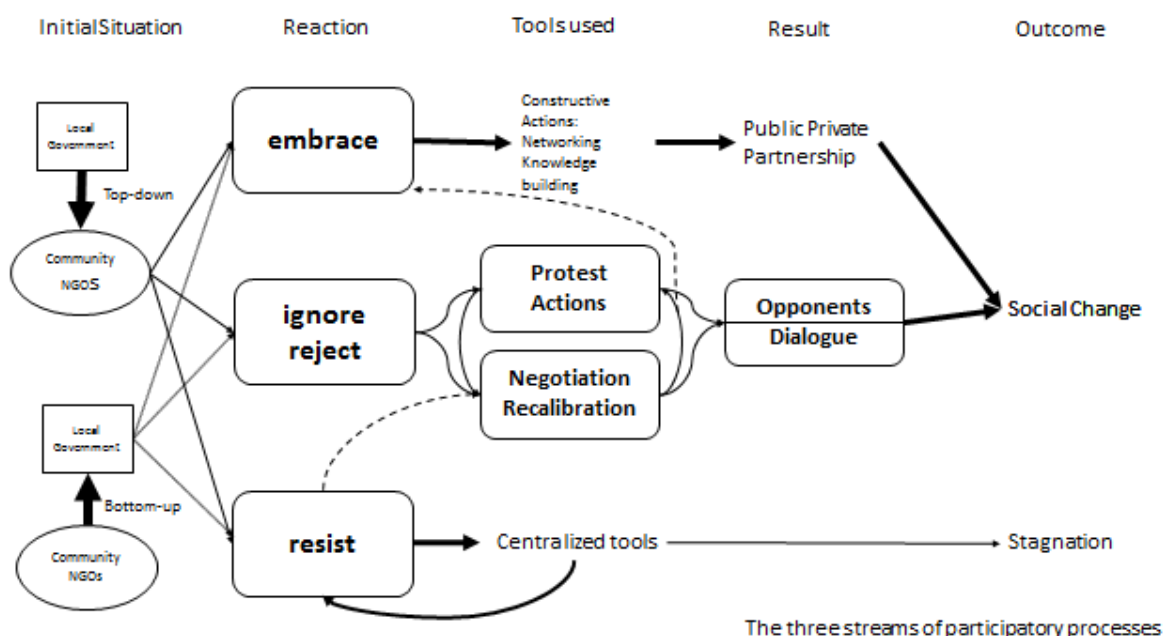 Initial Situation
Reaction
Tools used
Result
Outcome
Local
Government
Top-down
Community
NGOS
embrace
Constructive
Actions:
Networking
Knowledge
building
Public Private
Partnership
ignore
reject
Protest
Actions
Negotiation
Recalibration
Opponents
Dialogue
Social Change
Local
Government
Bottom-up
Community
NGOs
resist
Centralized tools
Stagnation
The three streams of participatory processes